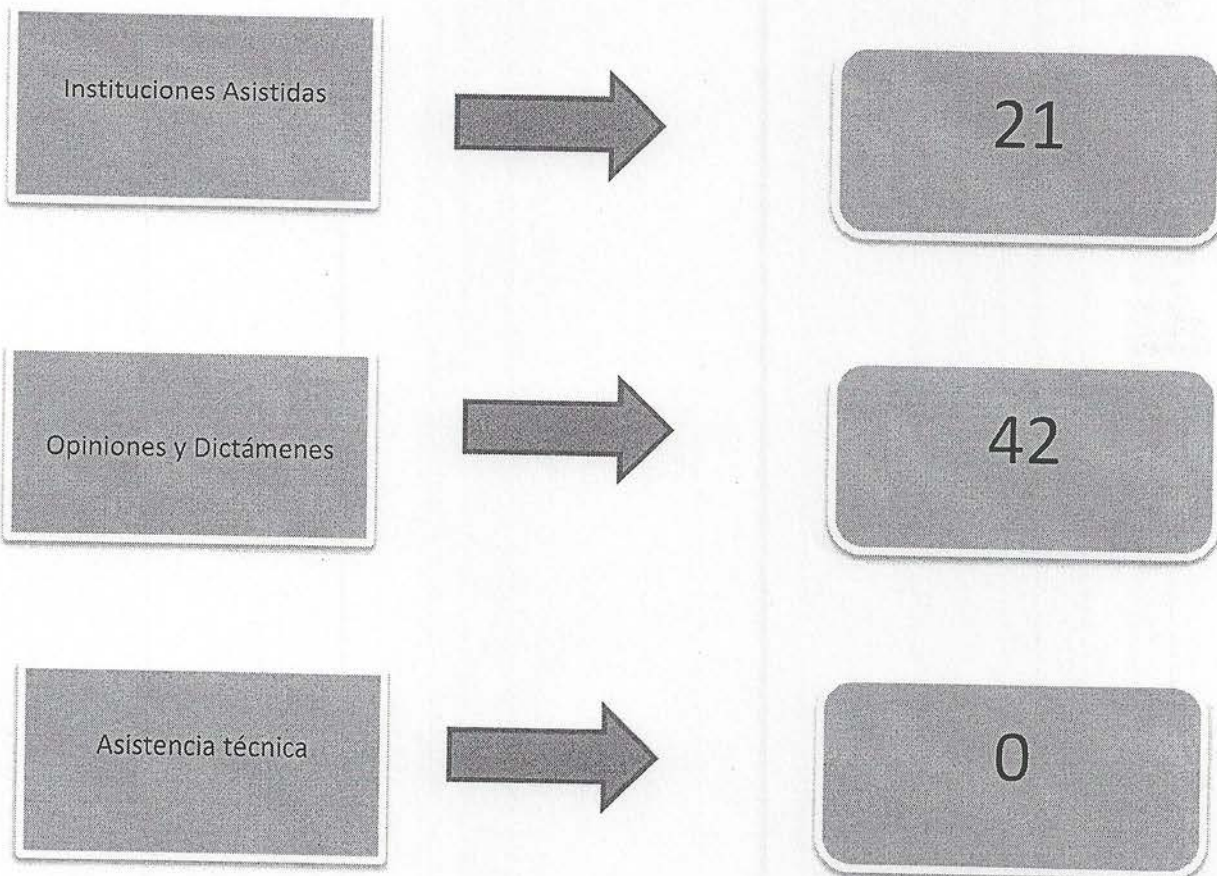 Instituciones Asistidas
21
Opiniones y Dictámenes
42
Asistencia técnica
0